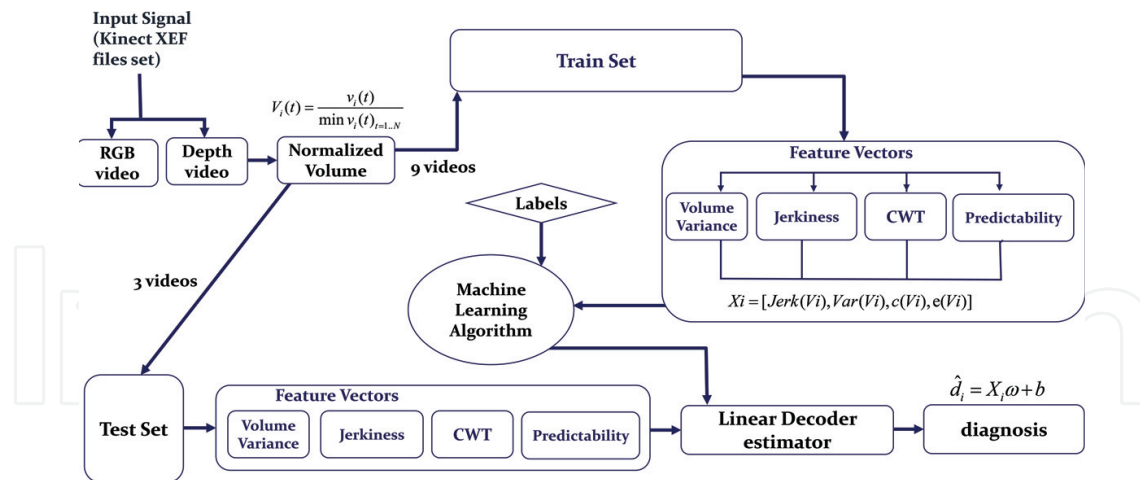 Input Signal
(Kinect XEF
files set)
RGB
video
Depth
video
V_i(t) = v_i(t) / min v_i(t)_{t=1..N}
Normalized
Volume
9 videos
Train Set
Feature Vectors
Volume
Variance
Jerkiness
CWT
Predictability
Xi = [Jerk(Vi), Var(Vi), c(Vi), e(Vi)]
Labels
Machine
Learning
Algorithm
3 videos
Test Set
Feature Vectors
Volume
Variance
Jerkiness
CWT
Predictability
Linear Decoder
estimator
d̂_i = X_i ω + b
diagnosis